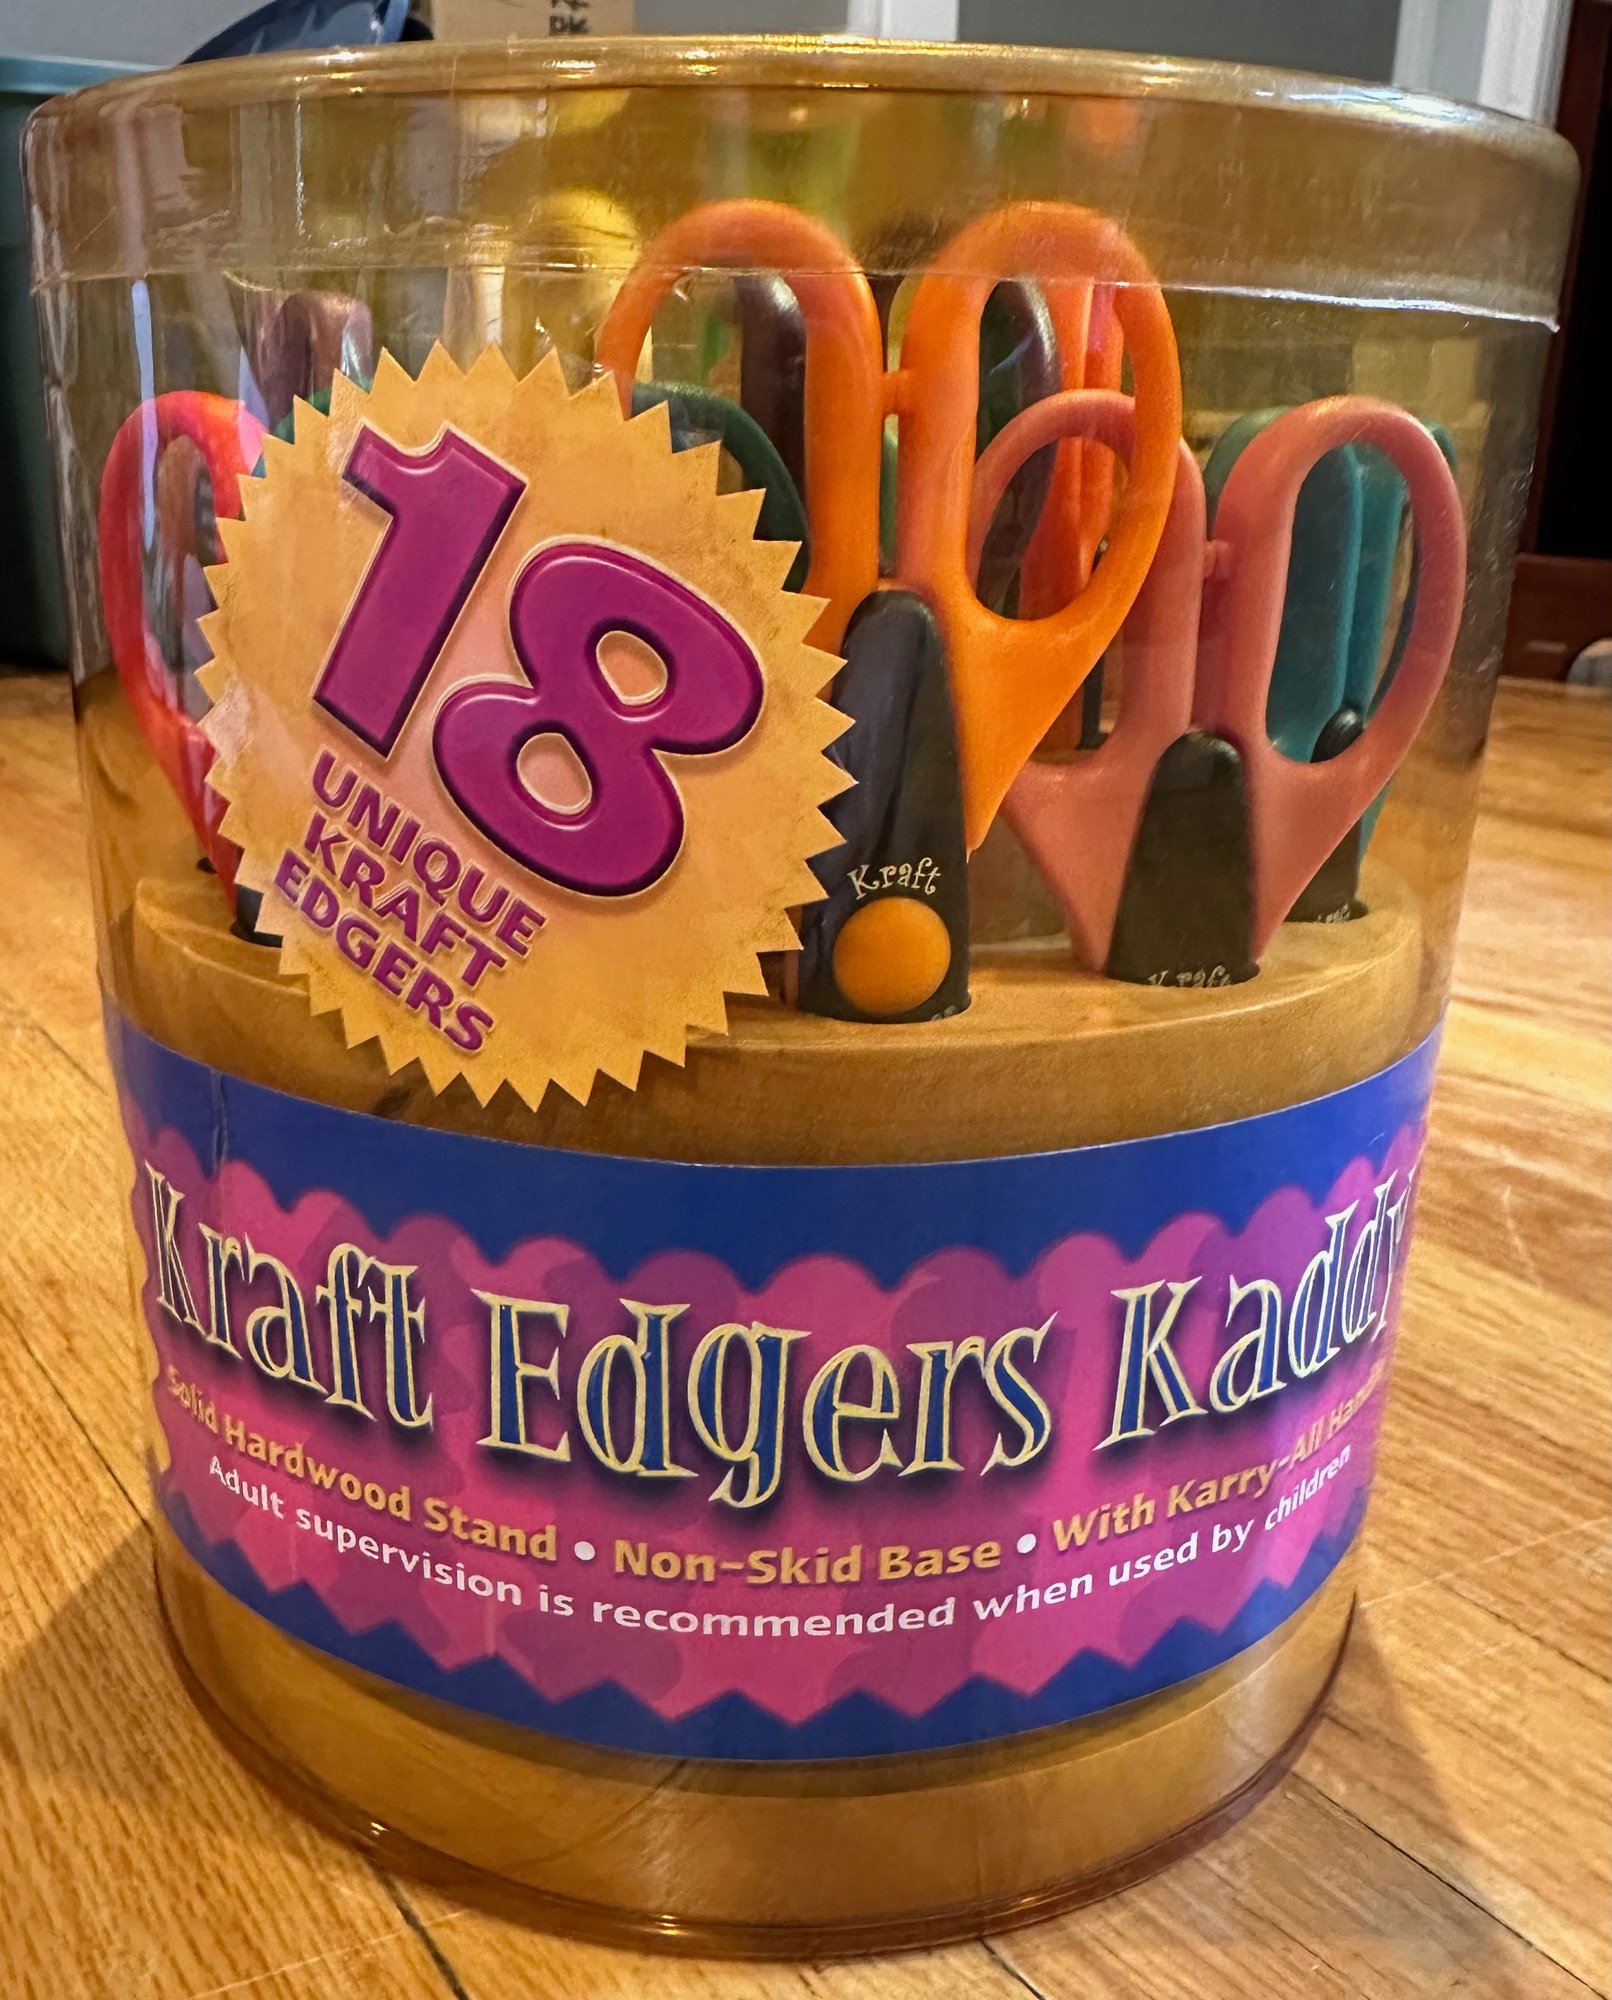 18
UNIQUE
KRAFT
EDGERS
Kraft
Kraft
Kraft Edgers Kaddy
Solid Hardwood Stand • Non-Skid Base • With Karry-All
Adult supervision is recommended when used by children